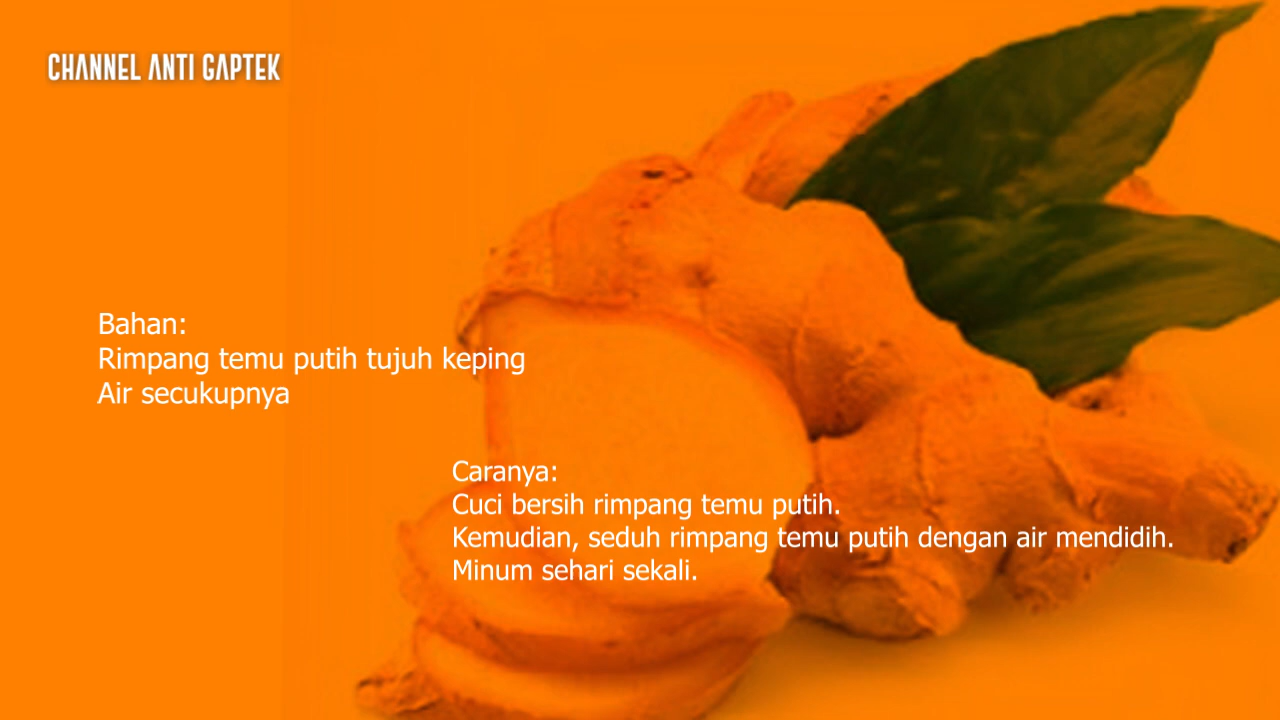 CHANNEL ANTI GAPTEK
Bahan:
Rimpang temu putih tujuh keping
Air secukupnya
Caranya:
Cuci bersih rimpang temu putih.
Kemudian, seduh rimpang temu putih dengan air mendidih.
Minum sehari sekali.